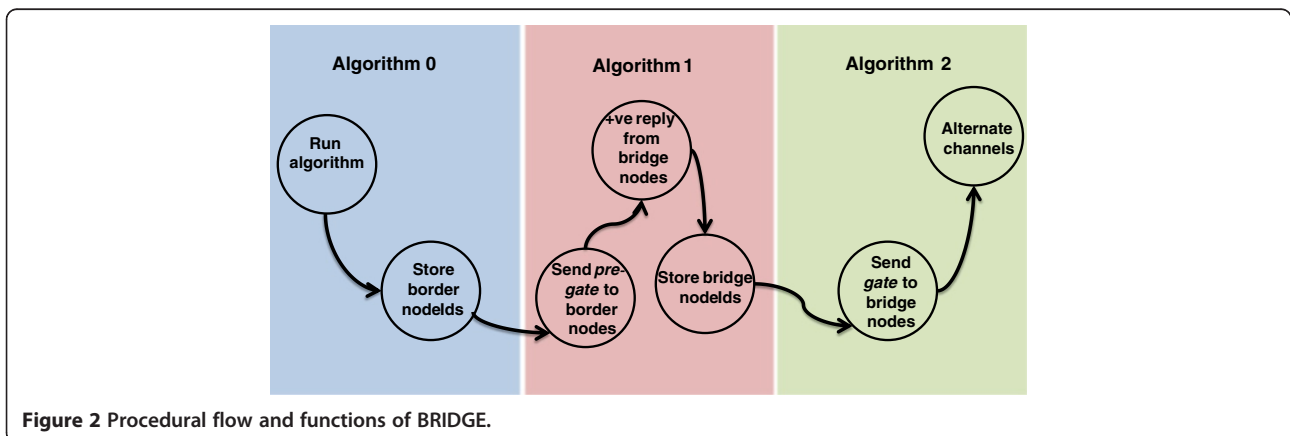 Algorithm 0
Run
algorithm
Store
border
nodeIds
Algorithm 1
Send pre-
gate to
border
nodes
+ve reply
from
bridge
nodes
Store bridge
nodeIds
Algorithm 2
Send
gate to
bridge
nodes
Alternate
channels
Figure 2 Procedural flow and functions of BRIDGE.